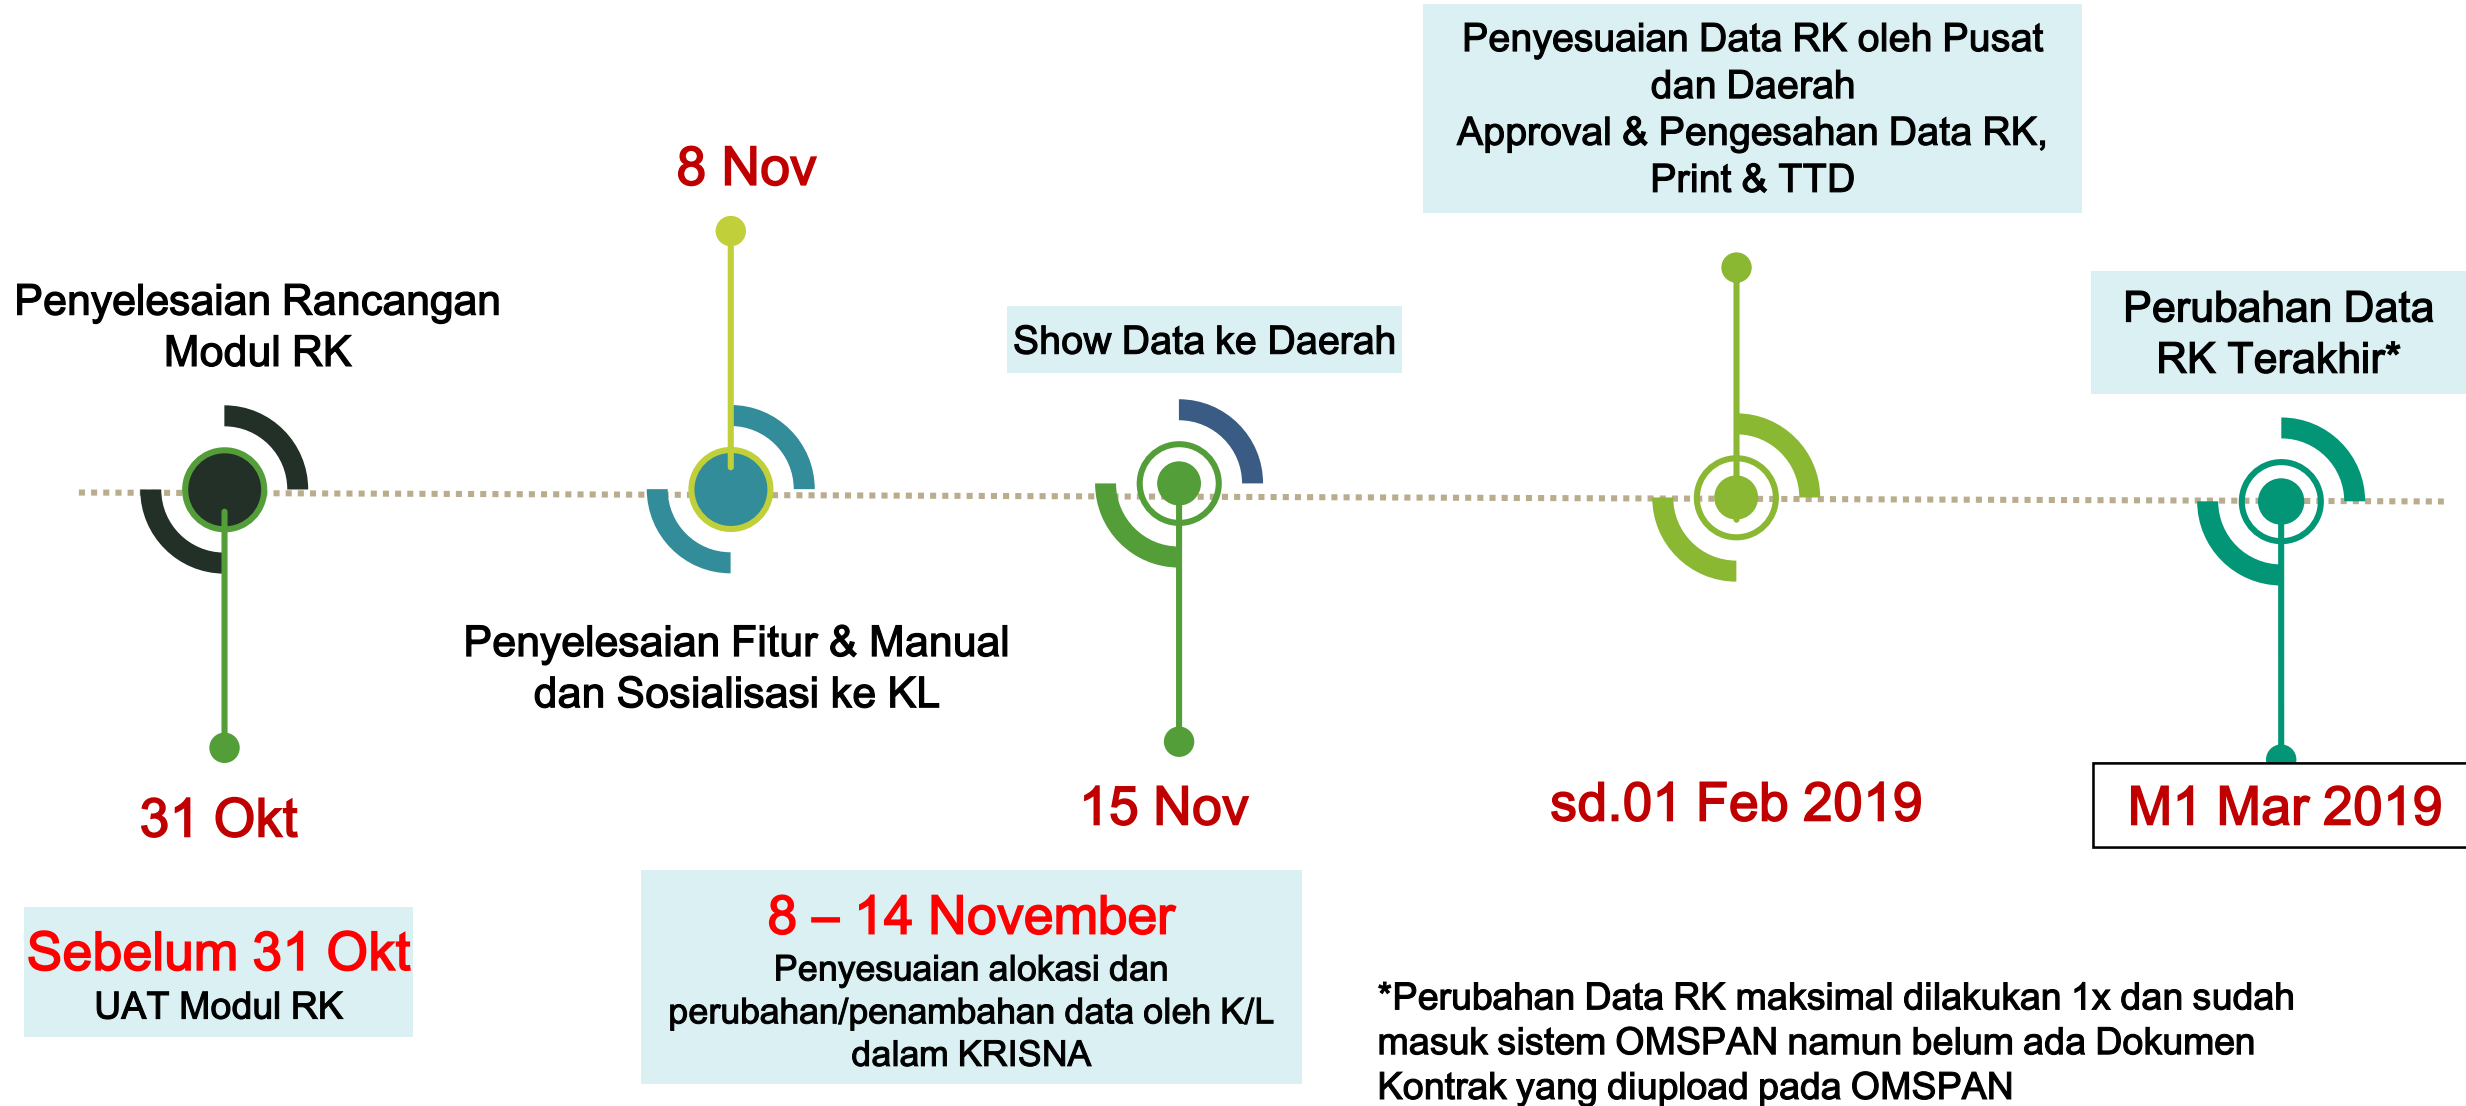 Penyelesaian Rancangan
Modul RK
31 Okt
Sebelum 31 Okt
UAT Modul RK
8 Nov
Penyelesaian Fitur & Manual
dan Sosialisasi ke KL
8 – 14 November
Penyesuaian alokasi dan
perubahan/penambahan data oleh K/L
dalam KRISNA
Show Data ke Daerah
15 Nov
Penyesuaian Data RK oleh Pusat
dan Daerah
Approval & Pengesahan Data RK,
Print & TTD
sd.01 Feb 2019
Perubahan Data
RK Terakhir*
M1 Mar 2019
*Perubahan Data RK maksimal dilakukan 1x dan sudah
masuk sistem OMSPAN namun belum ada Dokumen
Kontrak yang diupload pada OMSPAN